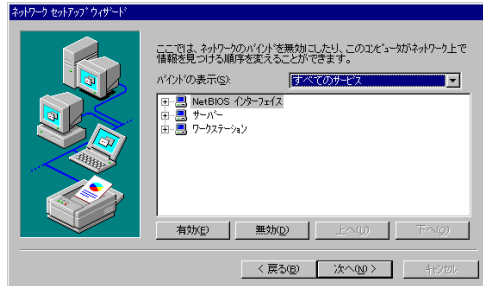 ネットワーク セットアップ ウィザード
ここでは、ネットワークのバインドを無効にしたり、このコンピュータがネットワーク上で
情報を見つける順序を変えることができます。
バインドの表示(S):
すべてのサービス
NetBIOS インターフェイス
サーバー
ワークステーション
有効(E)
無効(D)
上へ(U)
下へ(O)
< 戻る(B)
次へ(N) >
キャンセル